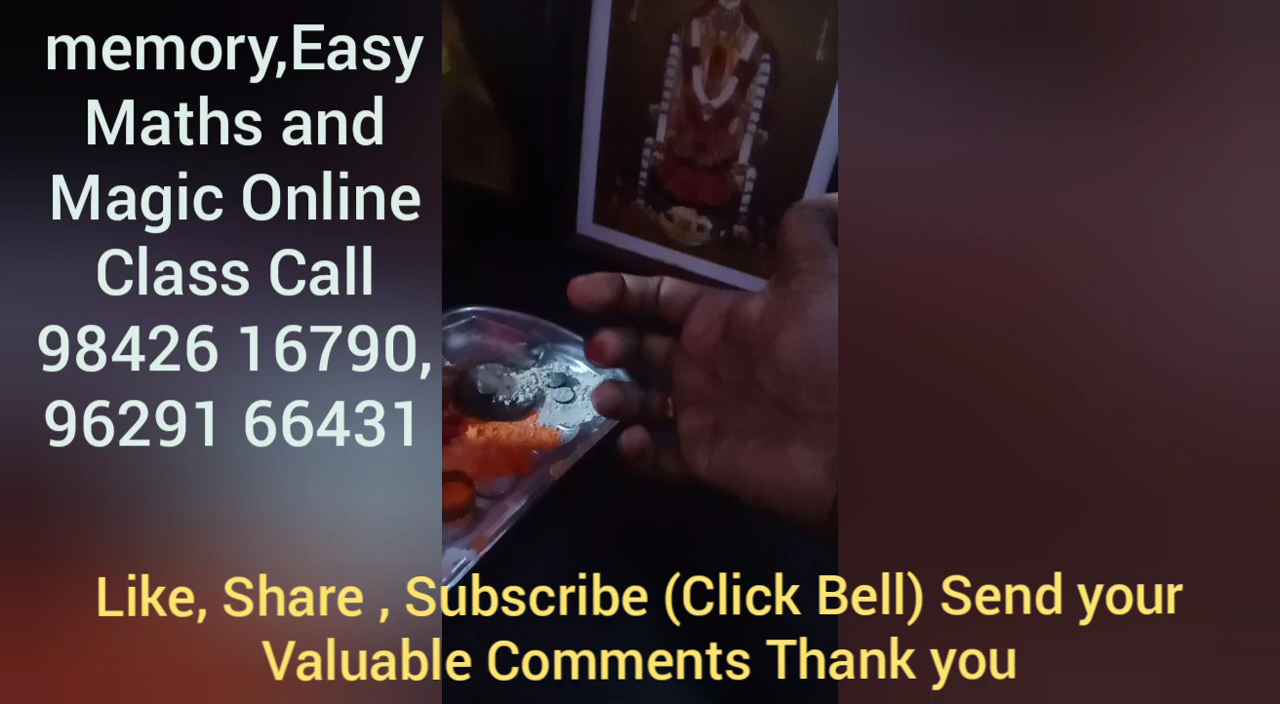 memory,Easy
Maths and
Magic Online
Class Call
98426 16790,
96291 66431
Like, Share , Subscribe (Click Bell) Send your
Valuable Comments Thank you